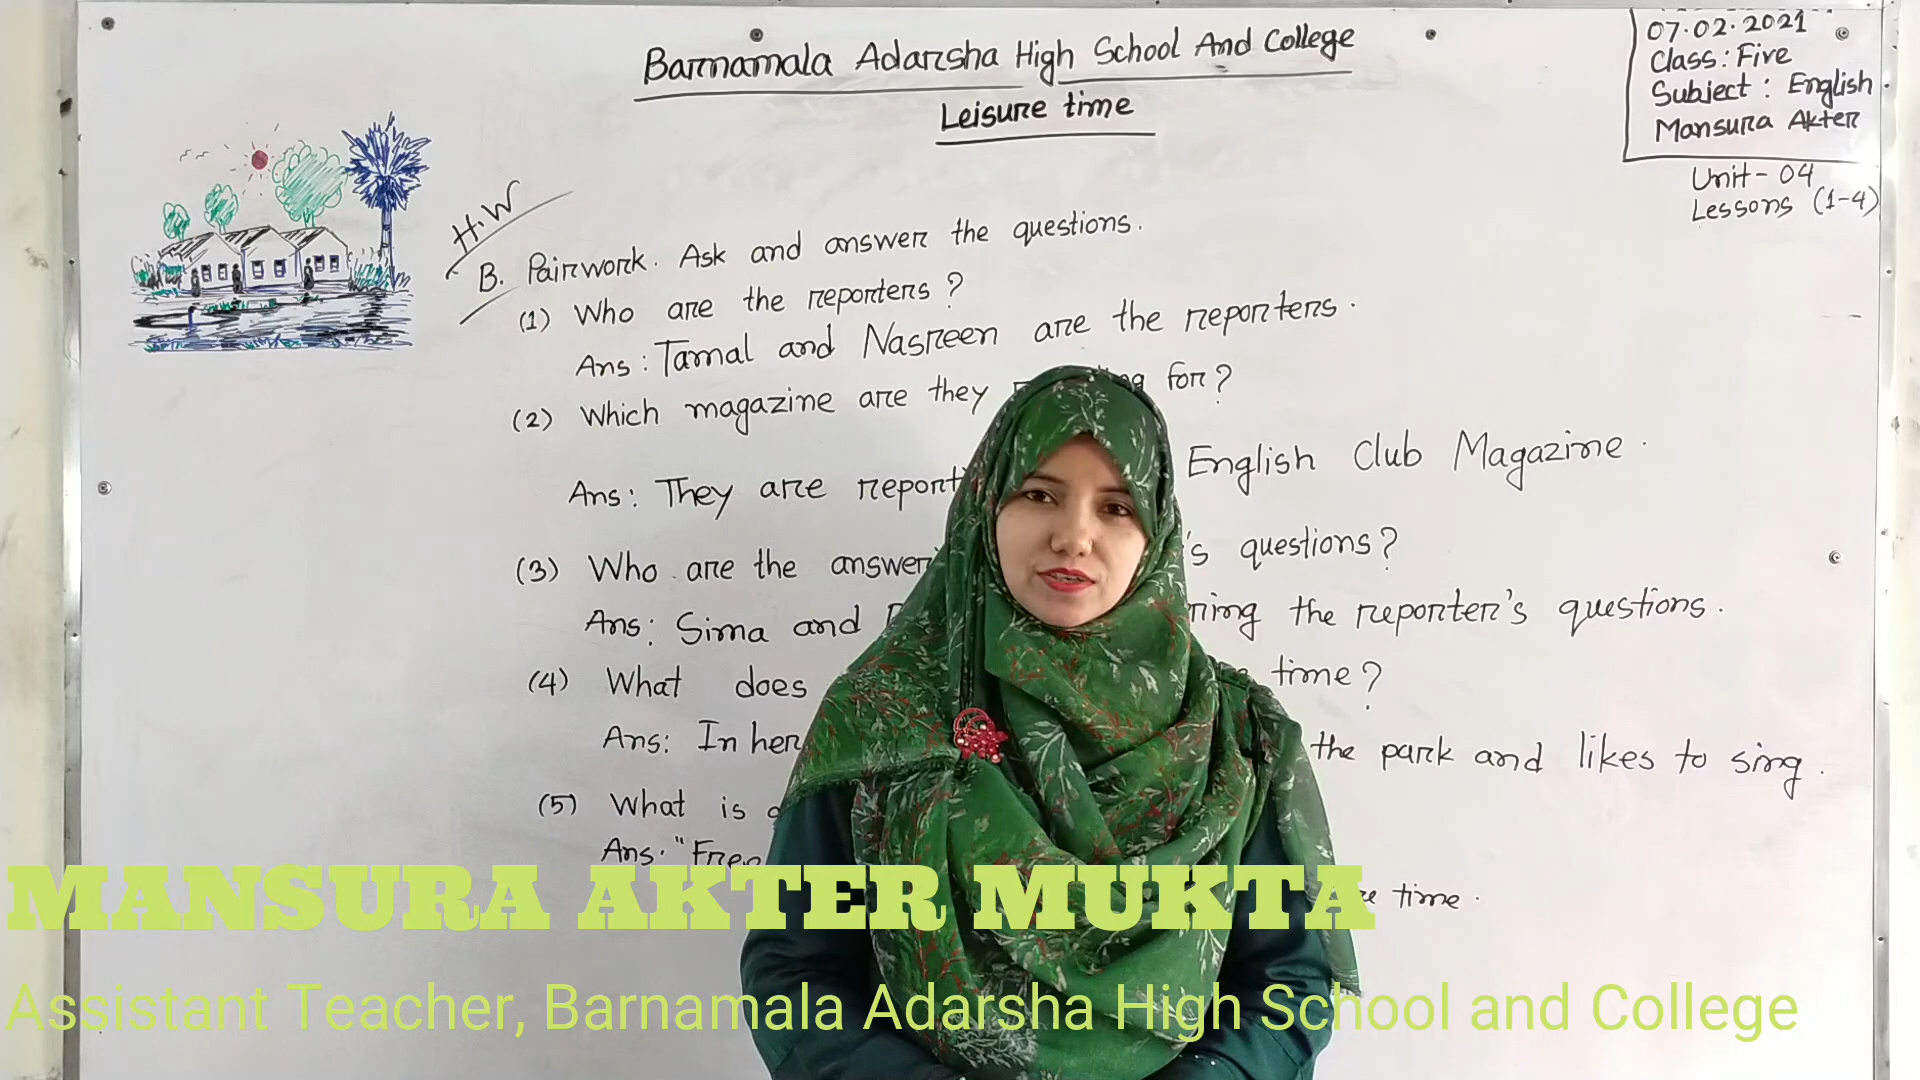 Barnamala Adarsha High School And College
Leisure time
07.02.2021
Class: Five
Subject: English
Mansura Akter
Unit - 04
Lessons (1-4)
H.W
B. Pairwork. Ask and answer the questions.
(1) Who are the reporters?
Ans: Tamal and Nasreen are the reporters.
(2) Which magazine are they for?
Ans: They are English Club Magazine.
(3) Who are the 's questions?
Ans: Sima and the reporter's questions.
(4) What does time?
Ans: In her the park and likes to sing.
(5) What is
Ans. "Free time.
MANSURA AKTER MUKTA
Assistant Teacher, Barnamala Adarsha High School and College